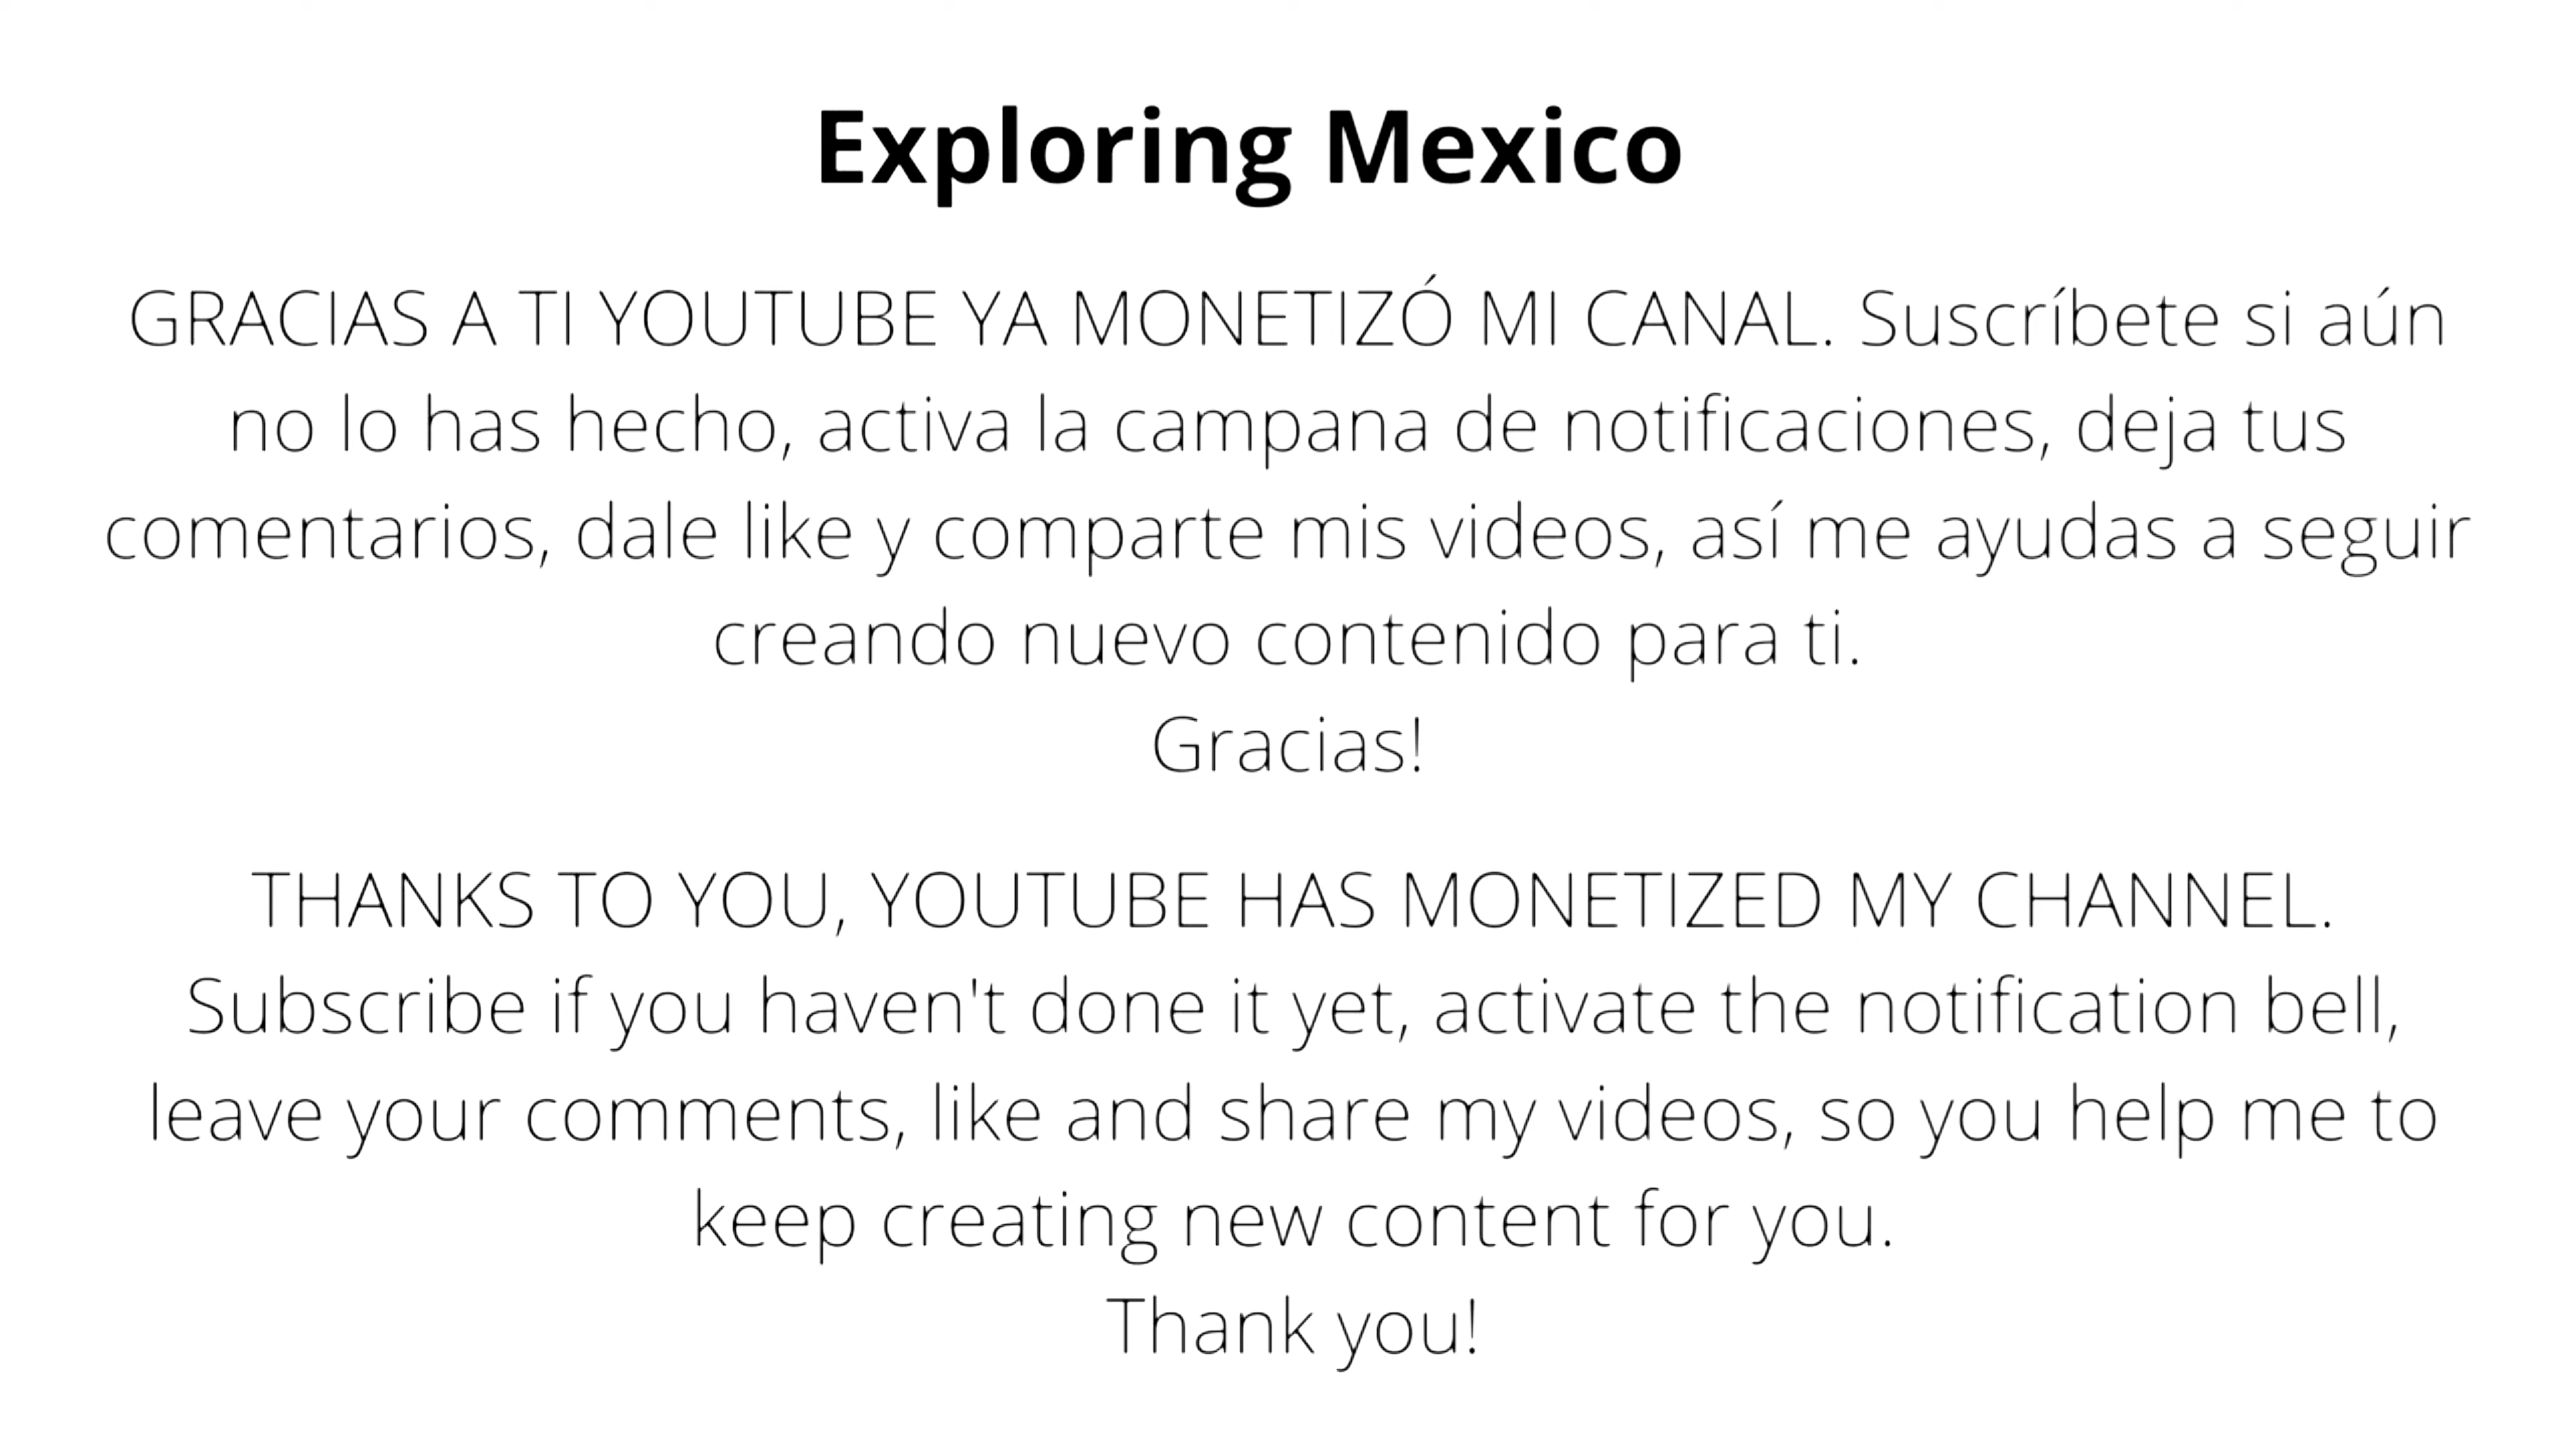 Exploring Mexico
GRACIAS A TI YOUTUBE YA MONETIZÓ MI CANAL. Suscríbete si aún
no lo has hecho, activa la campana de notificaciones, deja tus
comentarios, dale like y comparte mis videos, así me ayudas a seguir
creando nuevo contenido para ti.
Gracias!
THANKS TO YOU, YOUTUBE HAS MONETIZED MY CHANNEL.
Subscribe if you haven't done it yet, activate the notification bell,
leave your comments, like and share my videos, so you help me to
keep creating new content for you.
Thank you!